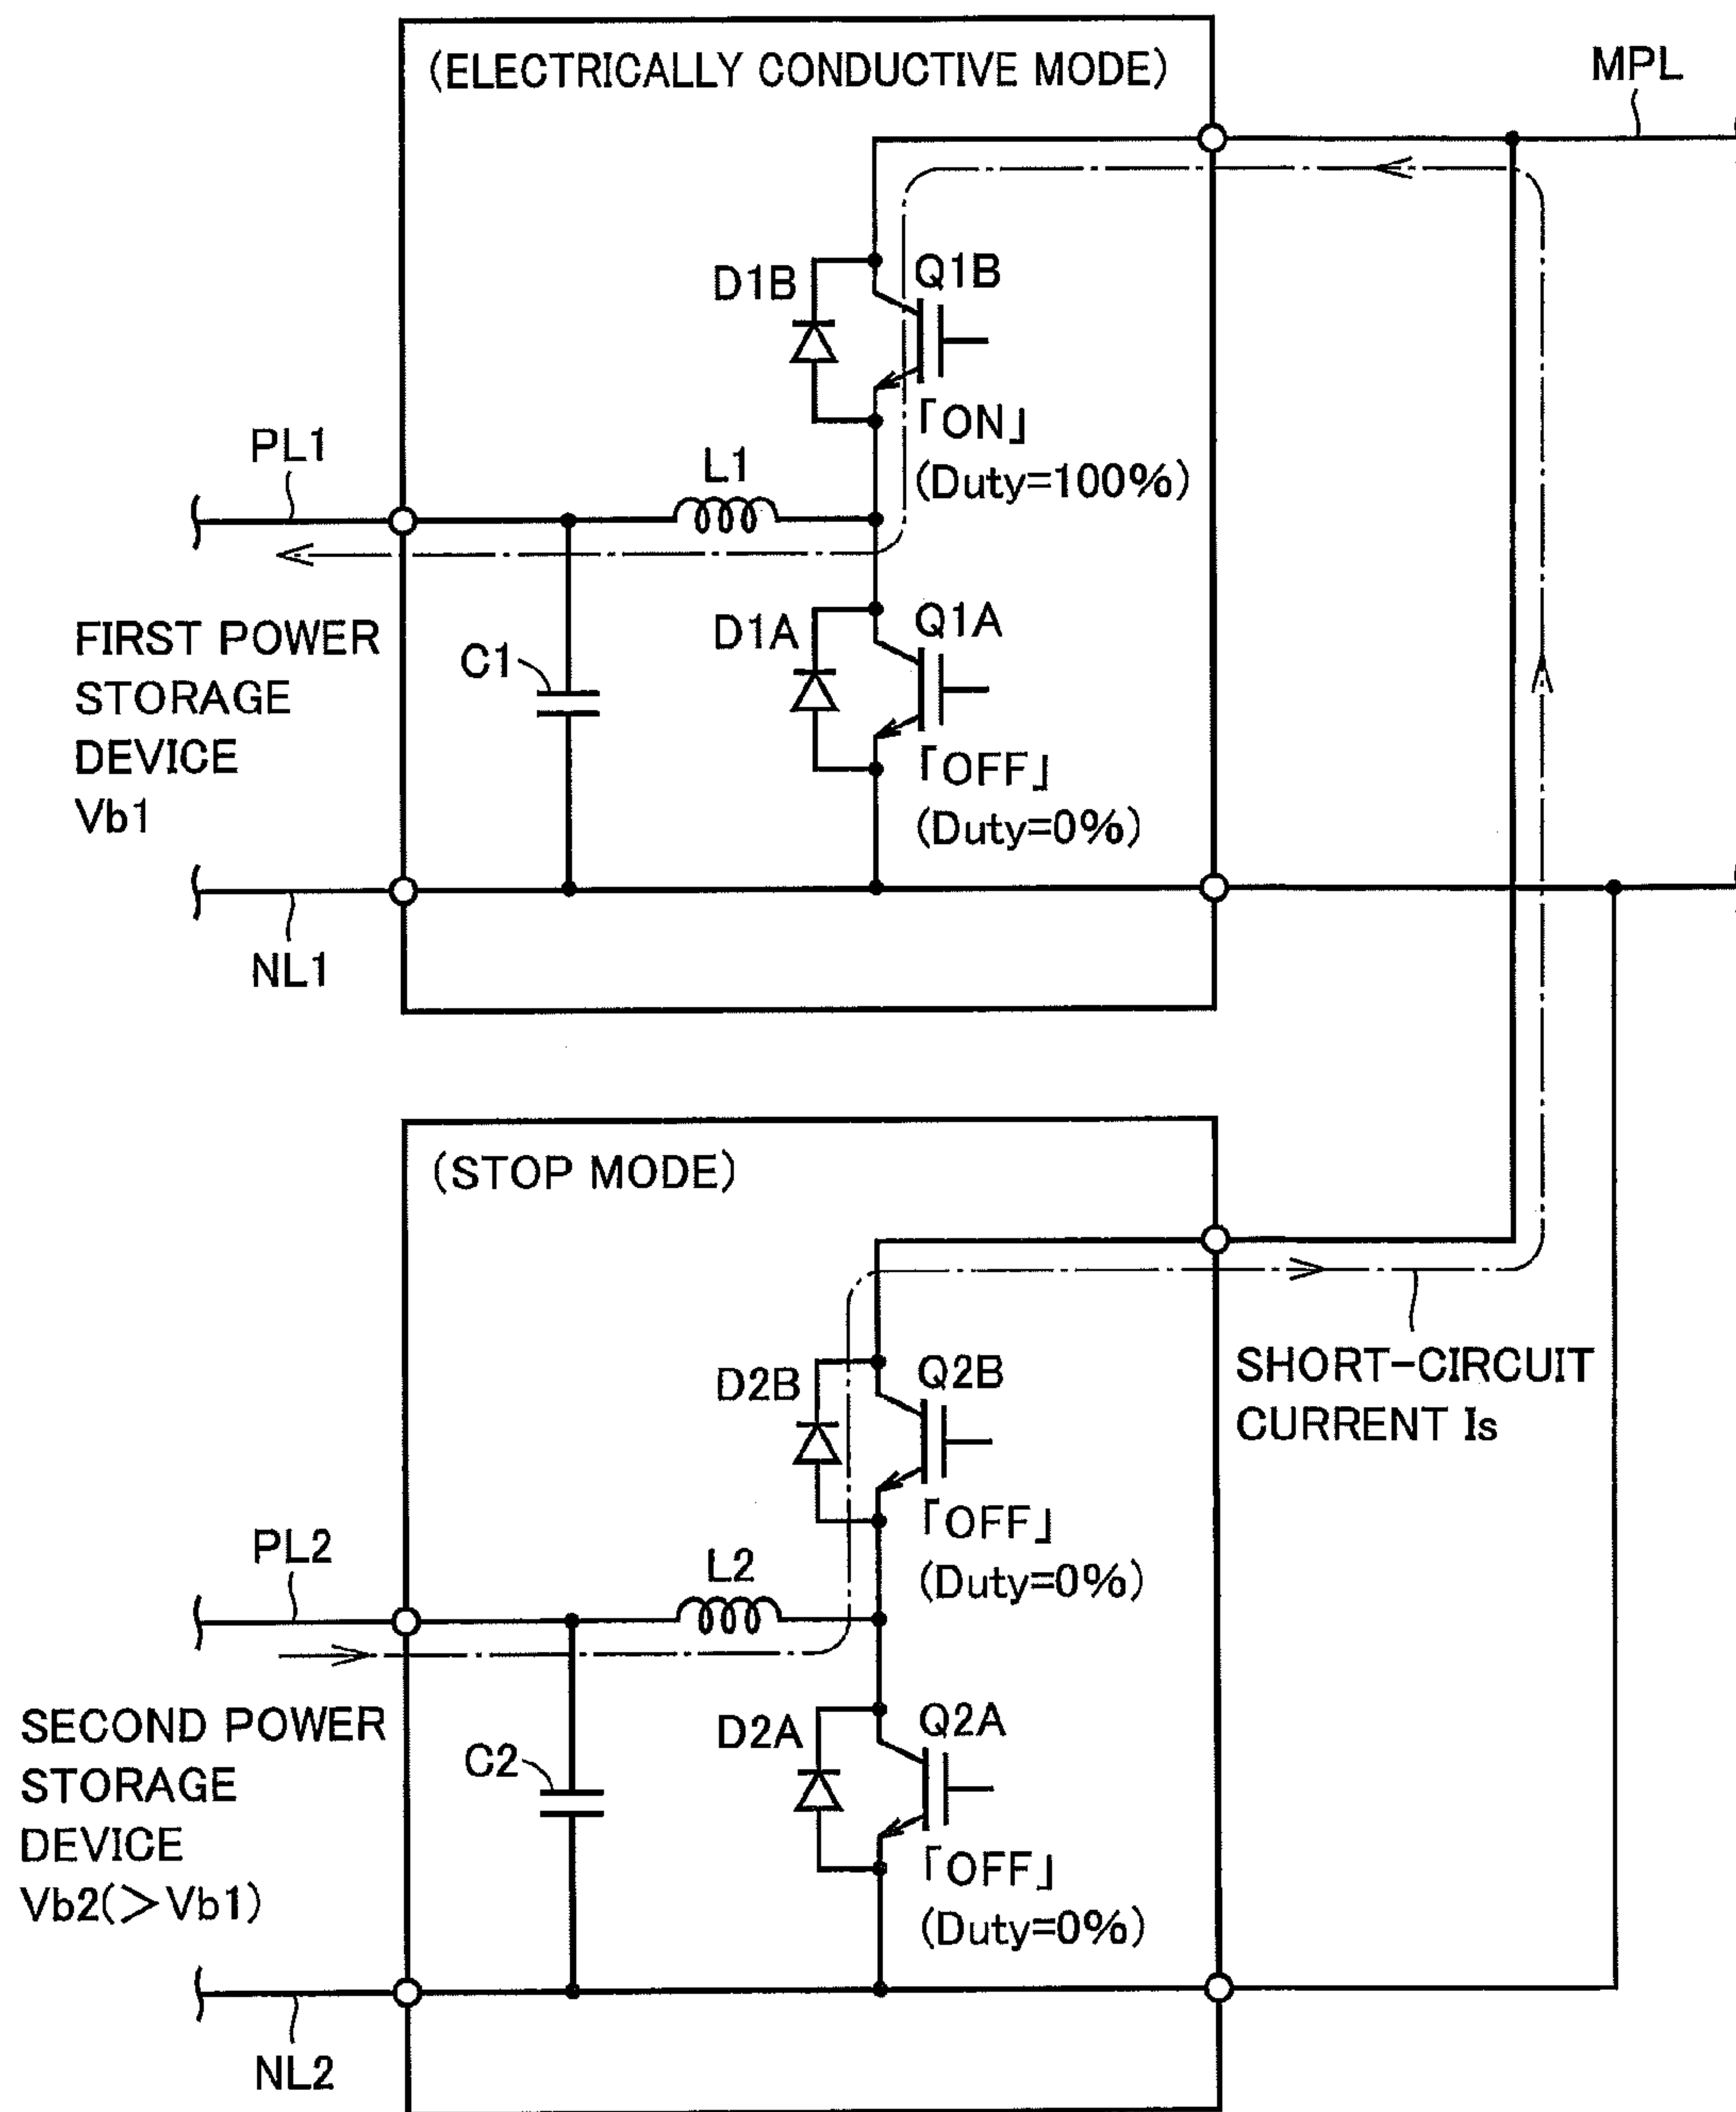 (ELECTRICALLY CONDUCTIVE MODE)
MPL
D1B
Q1B
「ON」
(Duty=100%)
PL1
L1
FIRST POWER
STORAGE
DEVICE
Vb1
C1
D1A
Q1A
「OFF」
(Duty=0%)
NL1
(STOP MODE)
SHORT-CIRCUIT
CURRENT Is
D2B
Q2B
「OFF」
(Duty=0%)
PL2
L2
SECOND POWER
STORAGE
DEVICE
Vb2(>Vb1)
C2
D2A
Q2A
「OFF」
(Duty=0%)
NL2